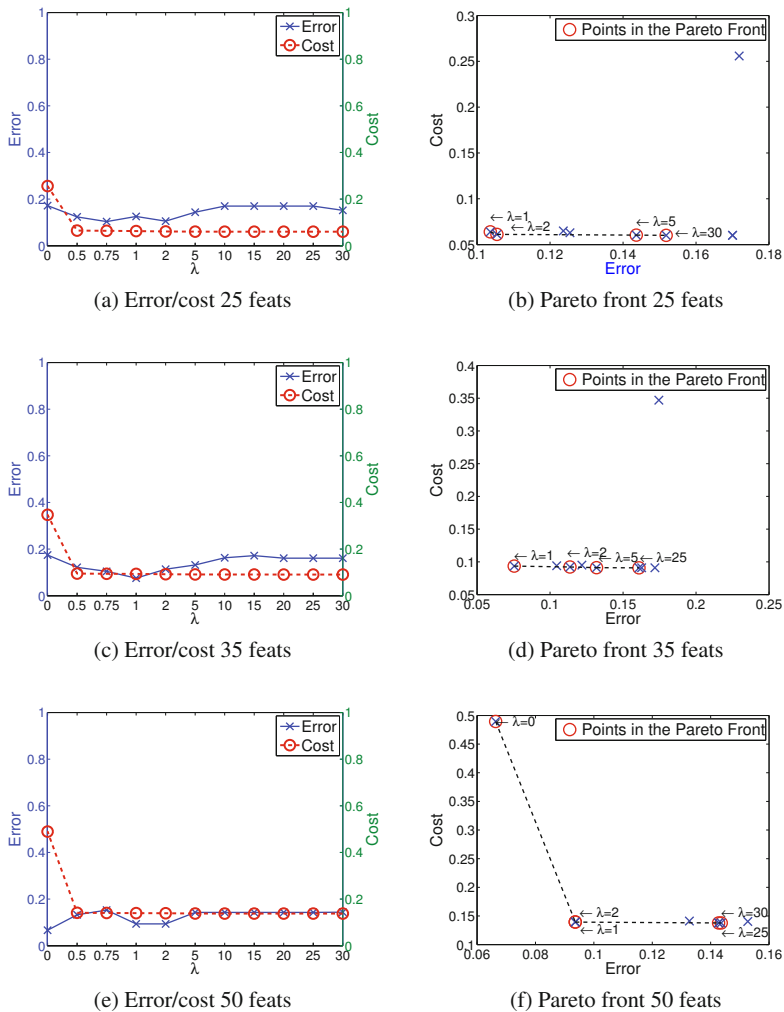 1
0.8
0.6
0.4
0.2
0
Error
0 0.5 0.75 1 2 5 10 15 20 25 30
λ
1
0.8
0.6
0.4
0.2
0
Cost
Error
Cost
(a) Error/cost 25 feats
0.3
0.25
0.2
0.15
0.1
0.05
Cost
0.1 0.12 0.14 0.16 0.18
Error
Points in the Pareto Front
← λ=1
← λ=2
← λ=5
← λ=30
(b) Pareto front 25 feats
1
0.8
0.6
0.4
0.2
0
Error
0 0.5 0.75 1 2 5 10 15 20 25 30
λ
1
0.8
0.6
0.4
0.2
0
Cost
Error
Cost
(c) Error/cost 35 feats
0.4
0.35
0.3
0.25
0.2
0.15
0.1
0.05
Cost
0.05 0.1 0.15 0.2 0.25
Error
Points in the Pareto Front
← λ=1
← λ=2
← λ=5
← λ=25
(d) Pareto front 35 feats
1
0.8
0.6
0.4
0.2
0
Error
0 0.5 0.75 1 2 5 10 15 20 25 30
λ
1
0.8
0.6
0.4
0.2
0
Cost
Error
Cost
(e) Error/cost 50 feats
0.5
0.45
0.4
0.35
0.3
0.25
0.2
0.15
0.1
Cost
0.06 0.08 0.1 0.12 0.14 0.16
Error
Points in the Pareto Front
← λ=0
← λ=2
← λ=1
← λ=30
← λ=25
(f) Pareto front 50 feats